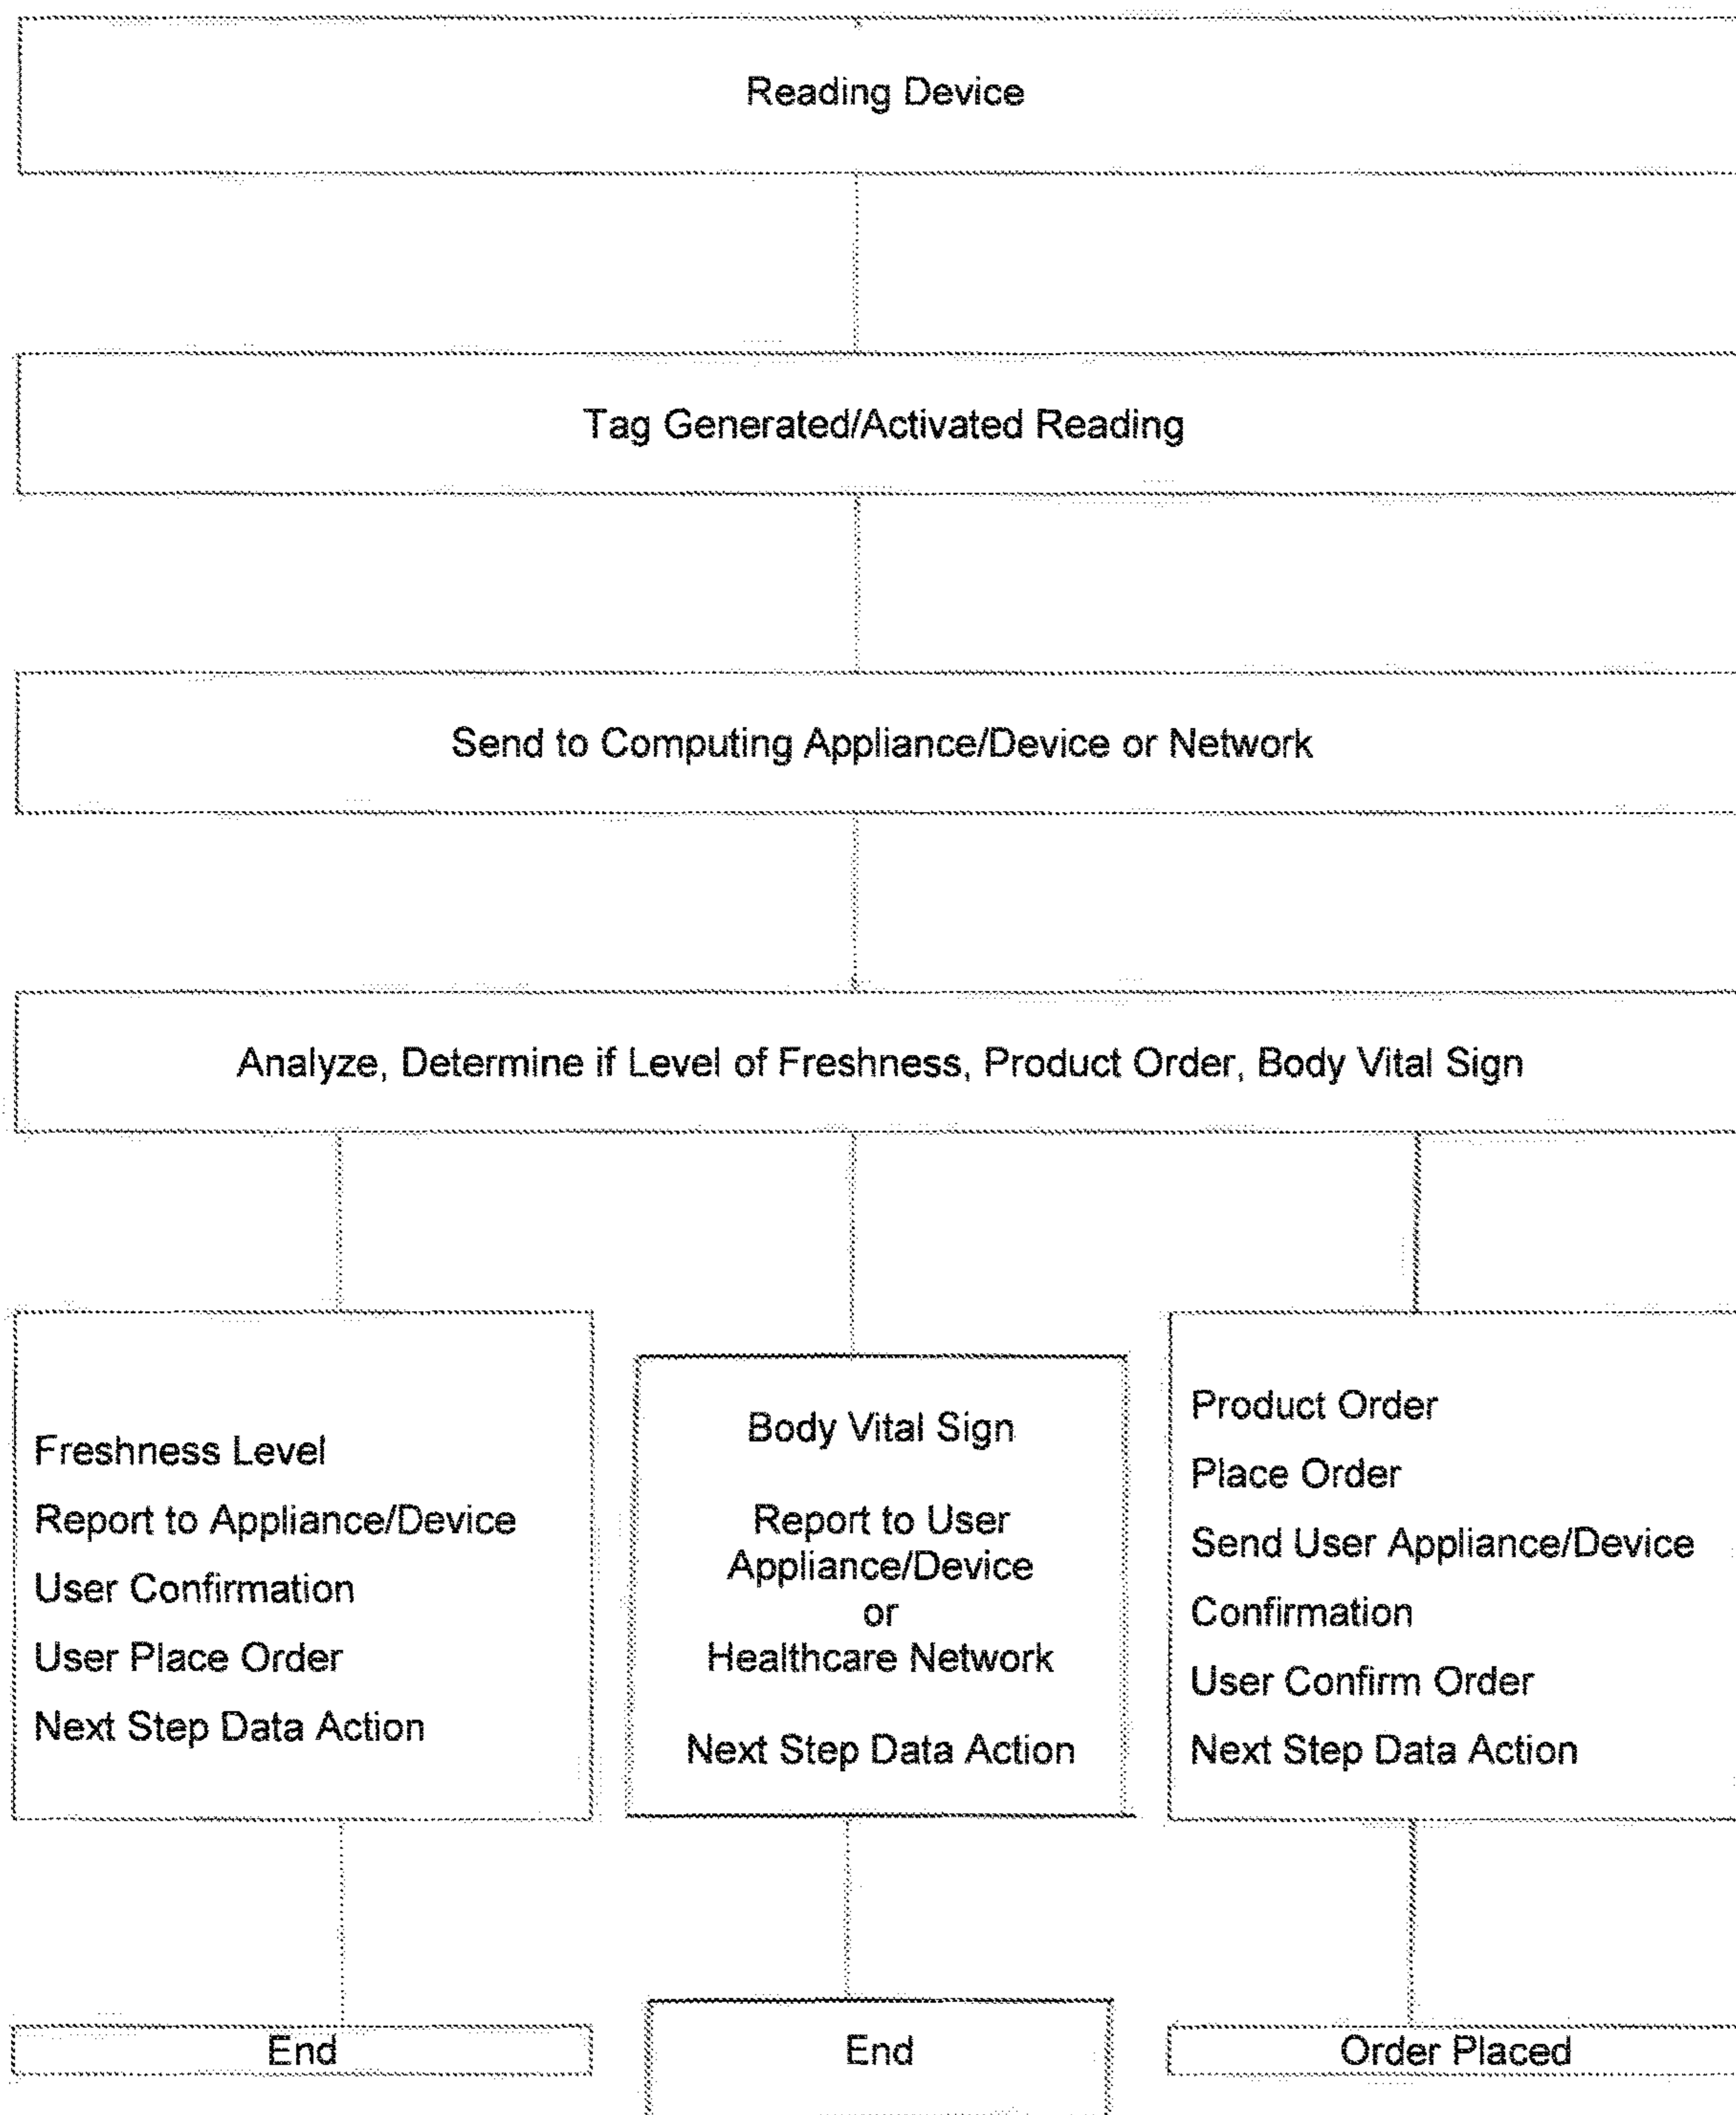 Reading Device
Tag Generated/Activated Reading
Send to Computing Appliance/Device or Network
Analyze, Determine if Level of Freshness, Product Order, Body Vital Sign
Freshness Level
Report to Appliance/Device
User Confirmation
User Place Order
Next Step Data Action
Body Vital Sign
Report to User
Appliance/Device
or
Healthcare Network
Next Step Data Action
Product Order
Place Order
Send User Appliance/Device
Confirmation
User Confirm Order
Next Step Data Action
End
End
Order Placed